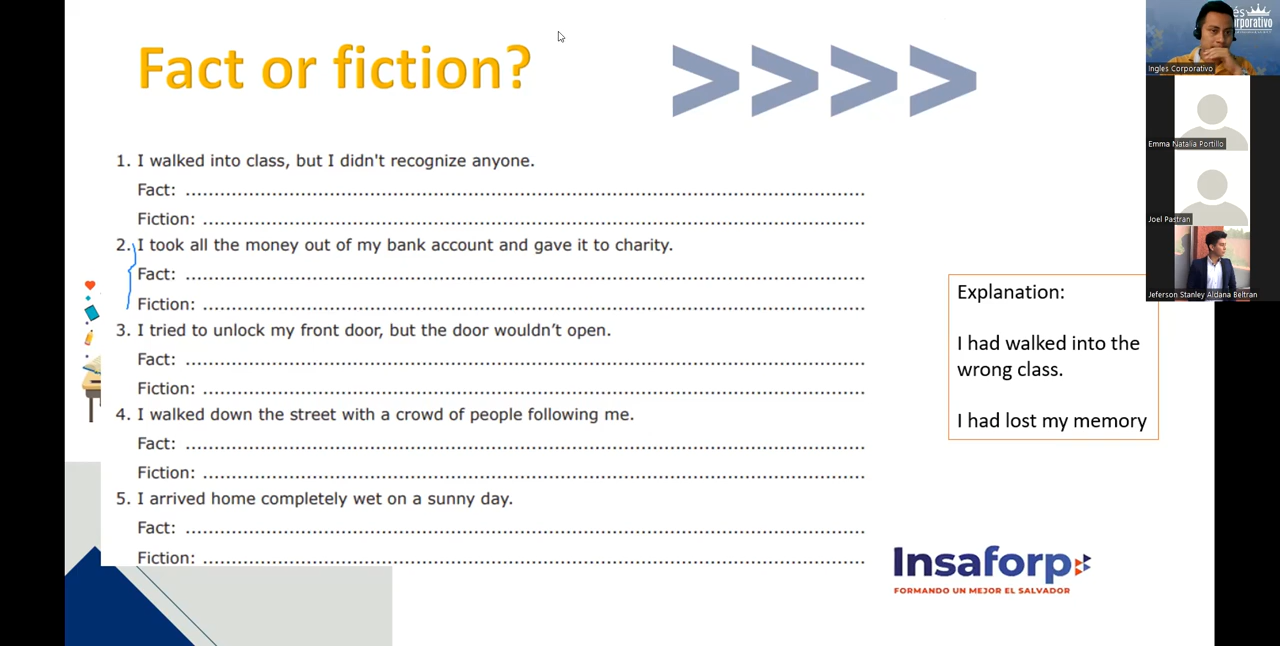 Fact or fiction?
1. I walked into class, but I didn't recognize anyone.
Fact: ........................................................................
Fiction: ........................................................................
2. I took all the money out of my bank account and gave it to charity.
Fact: ........................................................................
Fiction: ........................................................................
3. I tried to unlock my front door, but the door wouldn’t open.
Fact: ........................................................................
Fiction: ........................................................................
4. I walked down the street with a crowd of people following me.
Fact: ........................................................................
Fiction: ........................................................................
5. I arrived home completely wet on a sunny day.
Fact: ........................................................................
Fiction: ........................................................................
Explanation:
I had walked into the
wrong class.
I had lost my memory
Insaforp
FORMANDO UN MEJOR EL SALVADOR
Ingles Corporativo
Emma Natalia Portillo
Joel Pastran
Jeferson Stanley Aldana Beltran